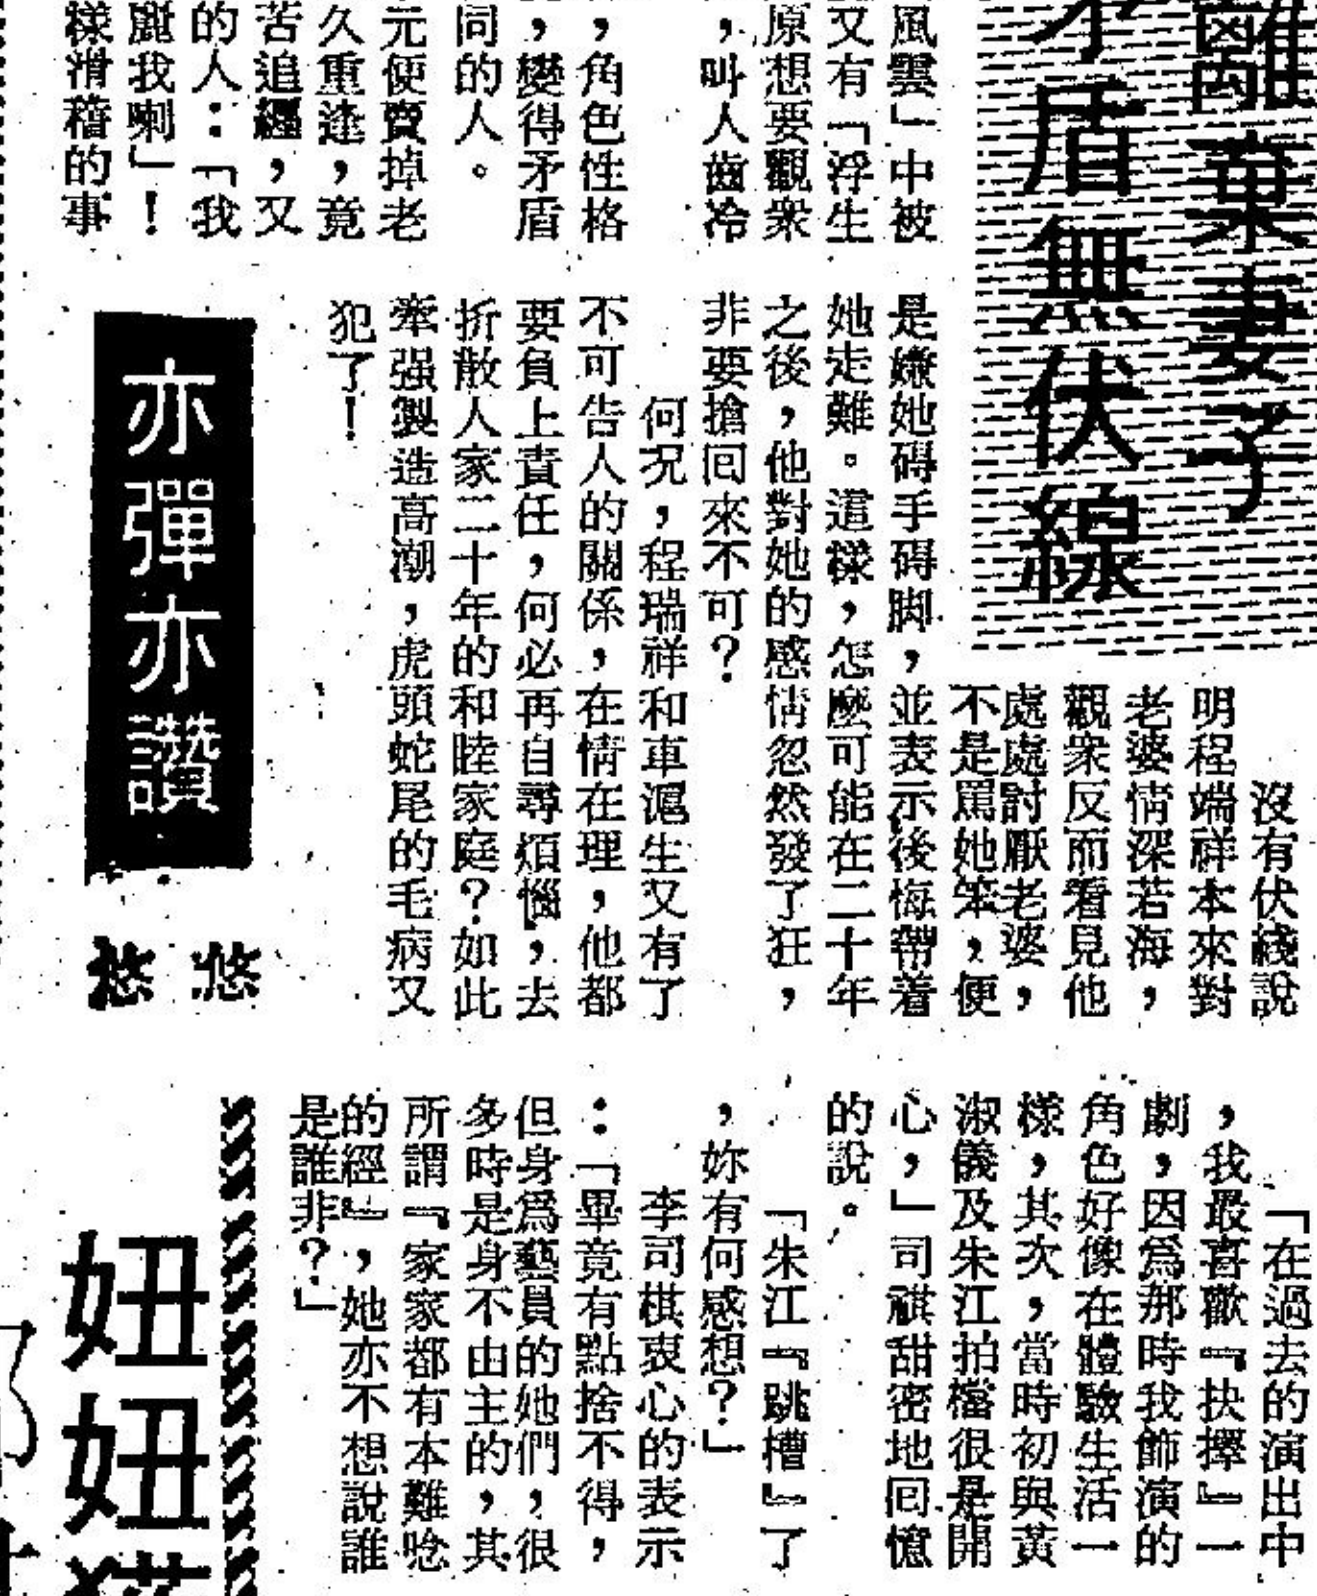 離棄妻子
矛盾無伏線
風雲」中被
又有「浮生
原想要觀衆
，叫人齒冷
，角色性格
，變得矛盾
同的人。
元便賣掉老
久重逢，竟
苦追纏，又
的人：「我
麗我喇」！
樣滑稽的事
沒有伏綫說
明程端祥本來對
老婆情深若海，
觀衆反而看見他
處處討厭老婆，
不是罵她笨，便
是嫌她碍手碍脚，並表示後悔帶着
她走難。這樣，怎麼可能在二十年
之後，他對她的感情忽然發了狂，
非要搶回來不可？
何況，程瑞祥和車滬生又有了
不可告人的關係，在情在理，他都
要負上責任，何必再自尋煩惱，去
折散人家二十年的和睦家庭？如此
牽强製造高潮，虎頭蛇尾的毛病又
犯了！
亦彈亦讚
悠悠
「在過去的演出中
，我最喜歡『抉擇』一
劇，因爲那時我飾演的
角色好像在體驗生活一
樣，其次，當時初與黃
淑儀及朱江拍檔很是開
心，」司祺甜密地回憶
的說。
「朱江『跳槽』了
，妳有何感想？」
李司棋衷心的表示
：「畢竟有點捨不得，
但身爲藝員的她們，很
多時是身不由主的，其
所謂『家家都有本難唸
的經』，她亦不想說誰
是誰非？」
妞妞